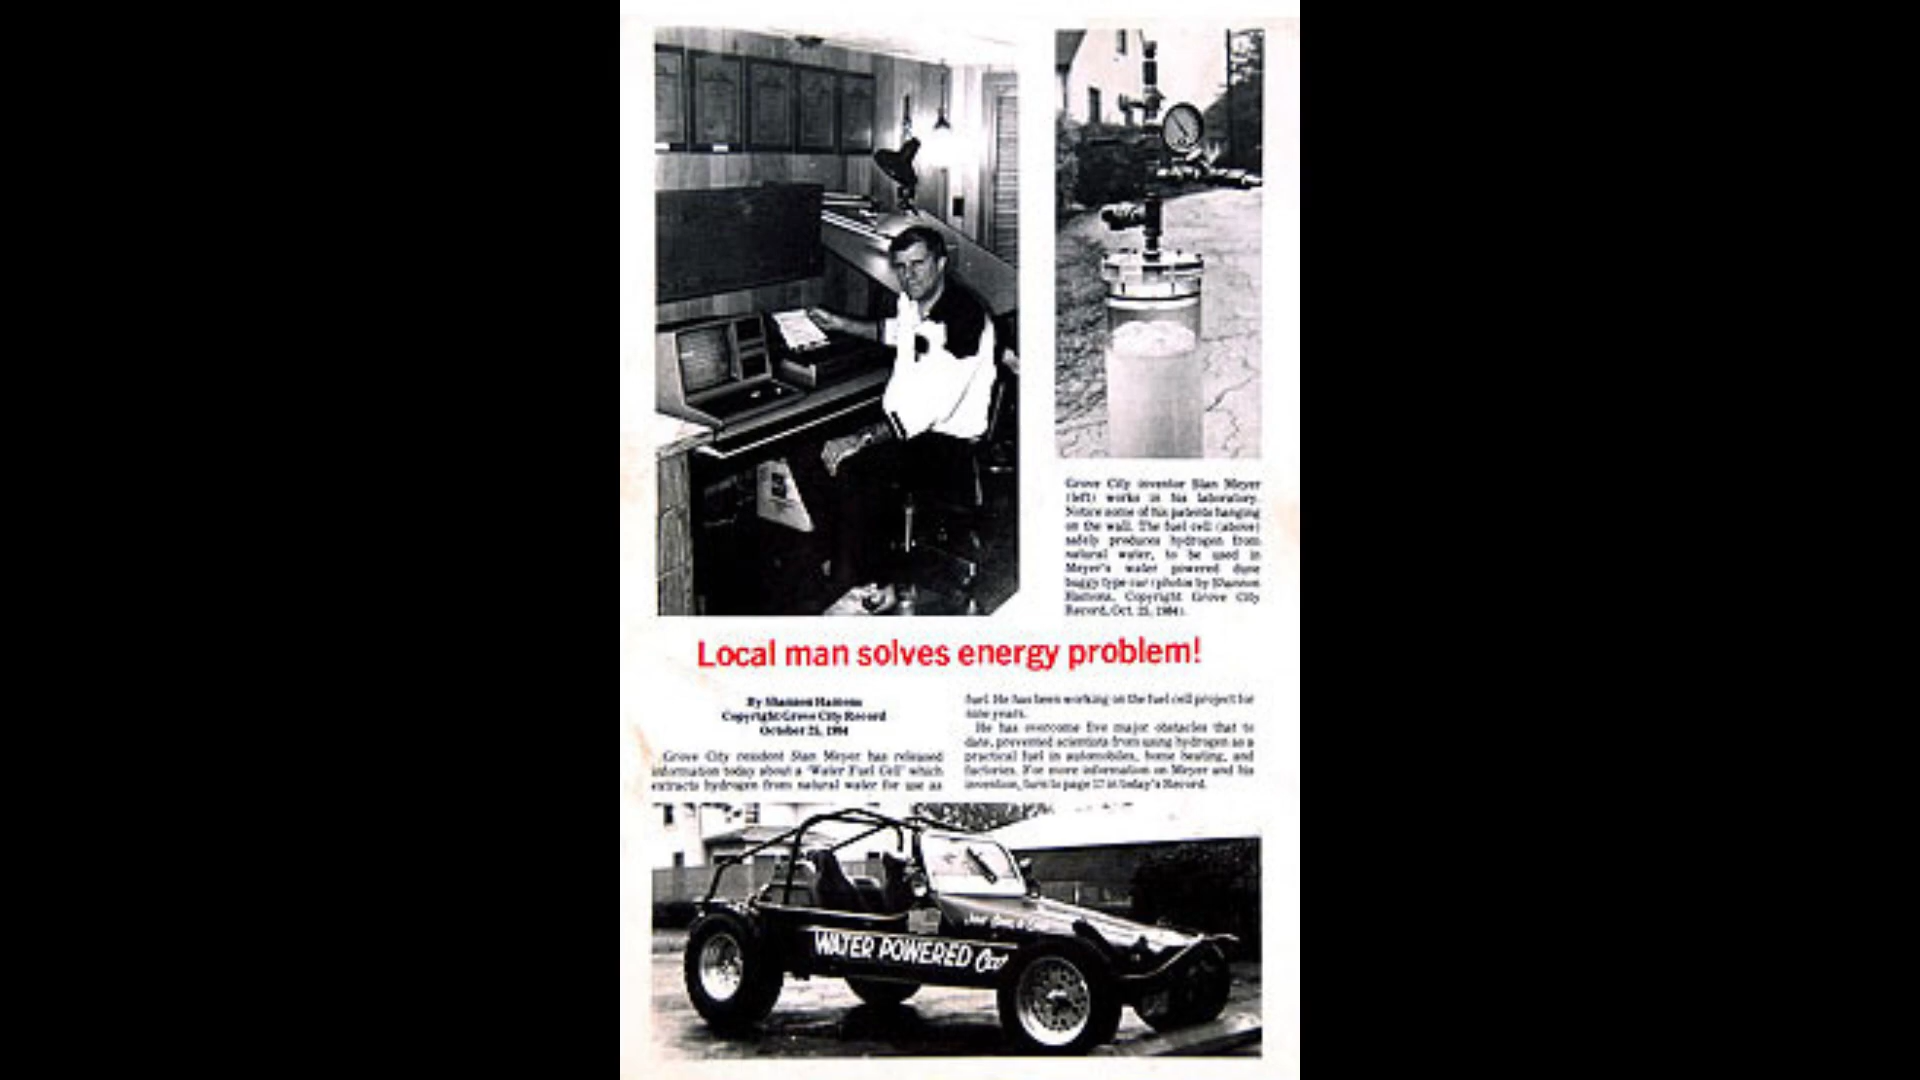 Grove City inventor Stan Meyer
(left) works in his laboratory.
Notice some of his patents hanging
on the wall. The fuel cell (above)
safely produces hydrogen from
natural water, to be used in
Meyer's water powered dune
buggy type car (photos by Shannon
Hamons, Copyright Grove City
Record, Oct. 25, 1984).
Local man solves energy problem!
By Shannon Hamons
Copyright Grove City Record
October 25, 1984
Grove City resident Stan Meyer has released
information today about a 'Water Fuel Cell' which
extracts hydrogen from natural water for use as
fuel. He has been working on the fuel cell project for
nine years.
He has overcome five major obstacles that to
date, prevented scientists from using hydrogen as a
practical fuel in automobiles, home heating, and
factories. For more information on Meyer and his
invention, turn to page 17 in today's Record.
WATER POWERED Car